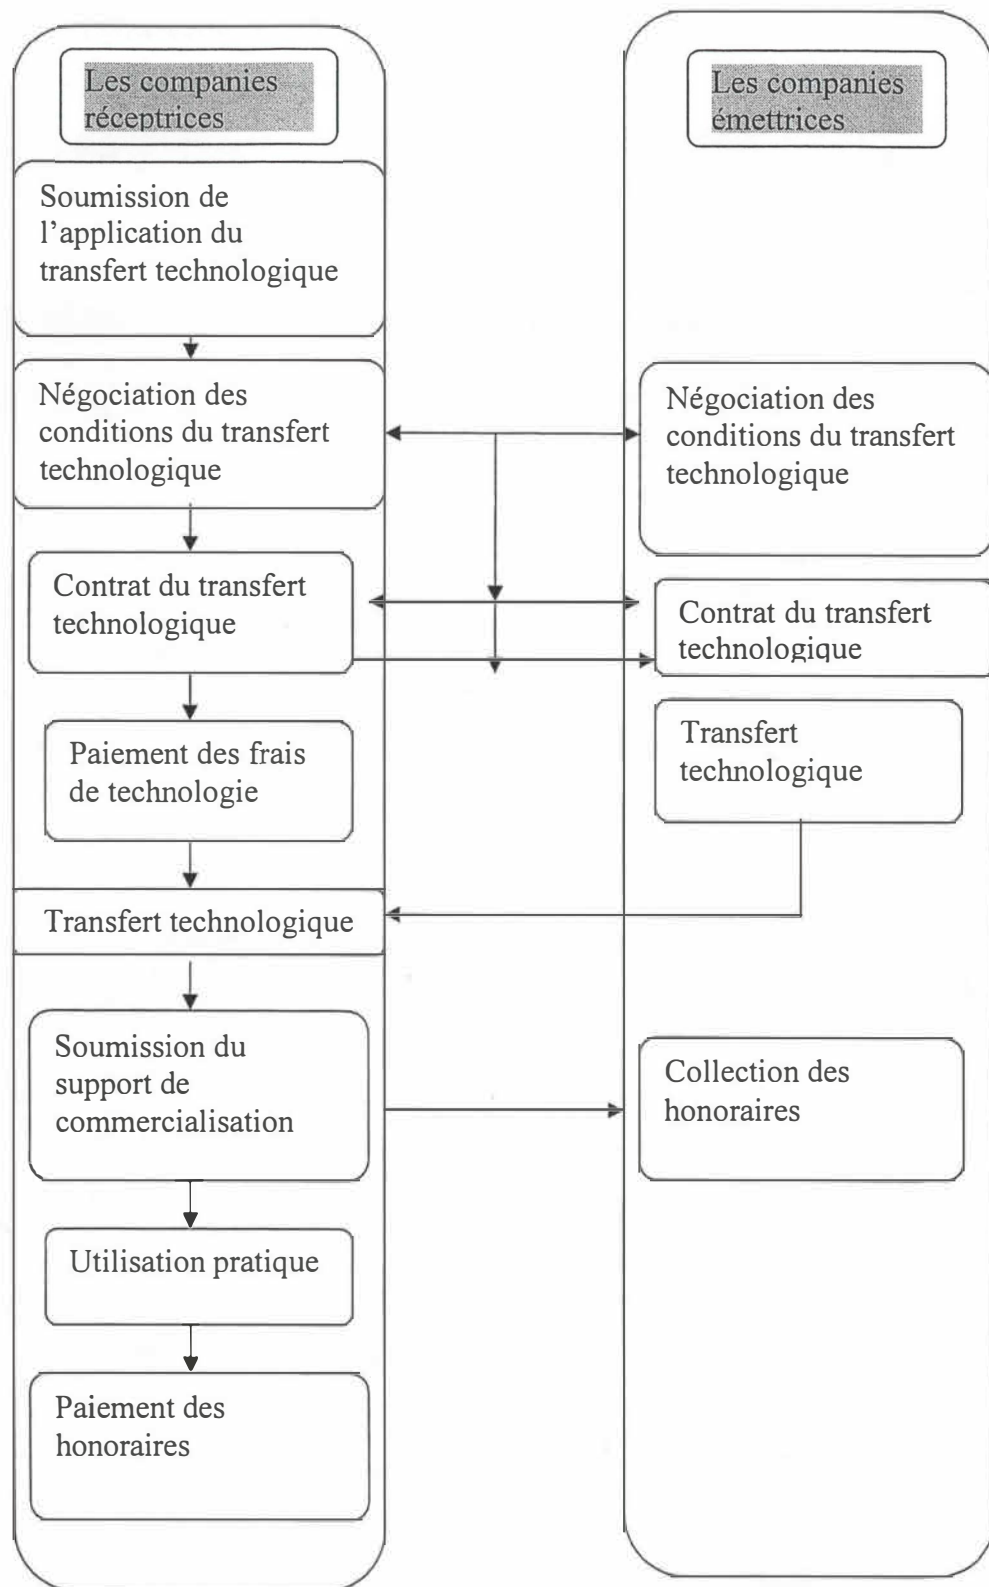 Les companies
réceptrices
Soumission de
l'application du
transfert technologique
Négociation des
conditions du transfert
technologique
Contrat du transfert
technologique
Paiement des frais
de technologie
Transfert technologique
Soumission du
support de
commercialisation
Utilisation pratique
Paiement des
honoraires
Les companies
émettrices
Négociation des
conditions du transfert
technologique
Contrat du transfert
technologique
Transfert
technologique
Collection des
honoraires